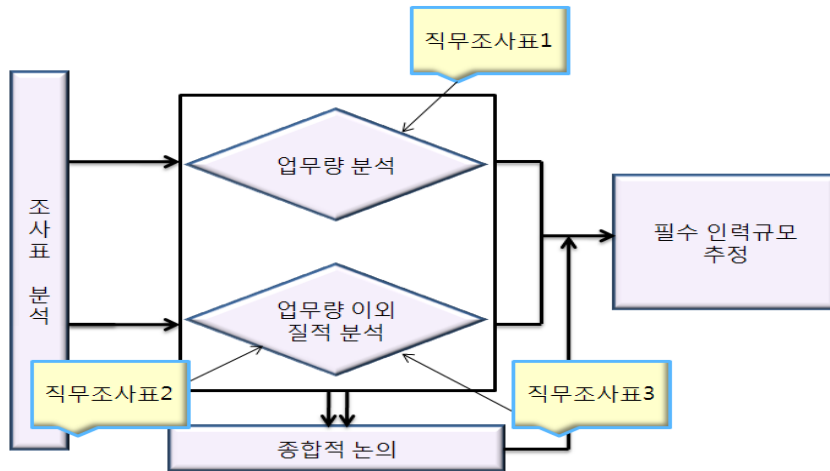 직무조사표1
업무량 분석
조사표 분석
필수 인력규모
추정
업무량 이외
질적 분석
직무조사표2
직무조사표3
종합적 논의